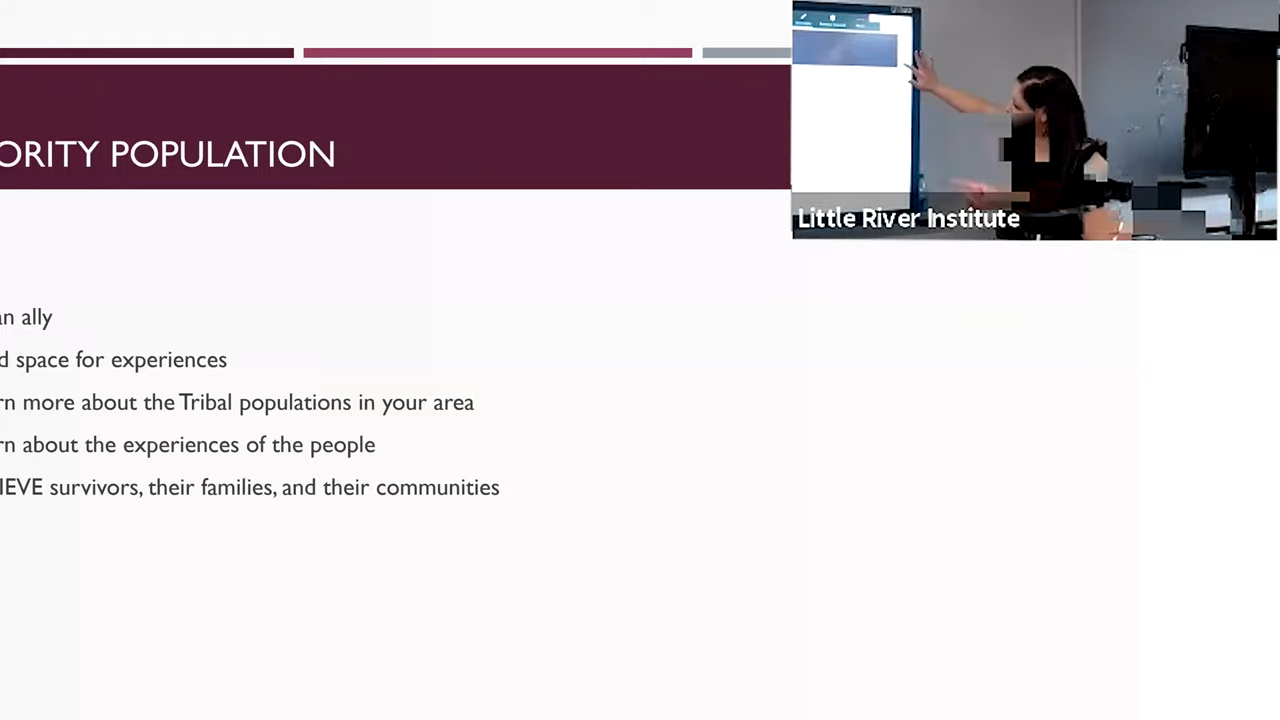 ORITY POPULATION
Little River Institute
an ally
d space for experiences
rn more about the Tribal populations in your area
rn about the experiences of the people
IEVE survivors, their families, and their communities